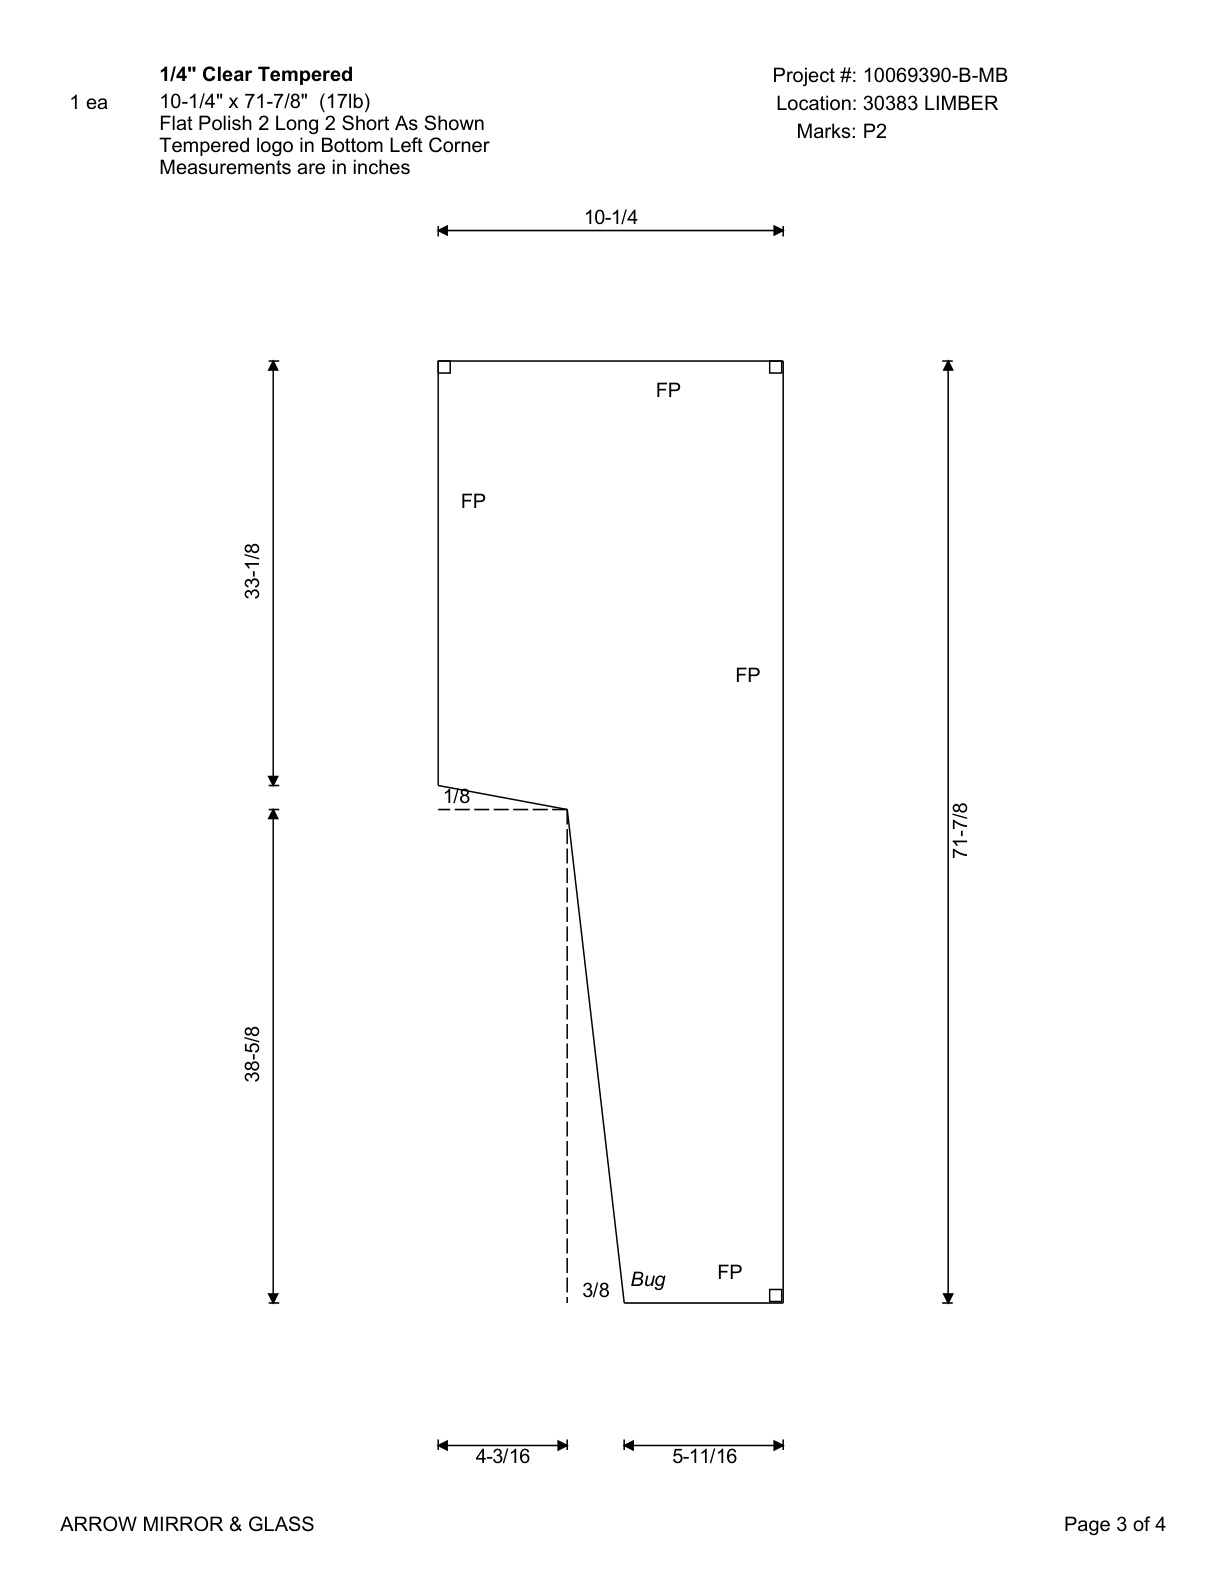 1/4" Clear Tempered
1 ea
10-1/4" x 71-7/8" (17lb)
Flat Polish 2 Long 2 Short As Shown
Tempered logo in Bottom Left Corner
Measurements are in inches
Project #: 10069390-B-MB
Location: 30383 LIMBER
Marks: P2
10-1/4
FP
FP
33-1/8
FP
1/8
71-7/8
38-5/8
3/8
Bug
FP
4-3/16
5-11/16
ARROW MIRROR & GLASS
Page 3 of 4